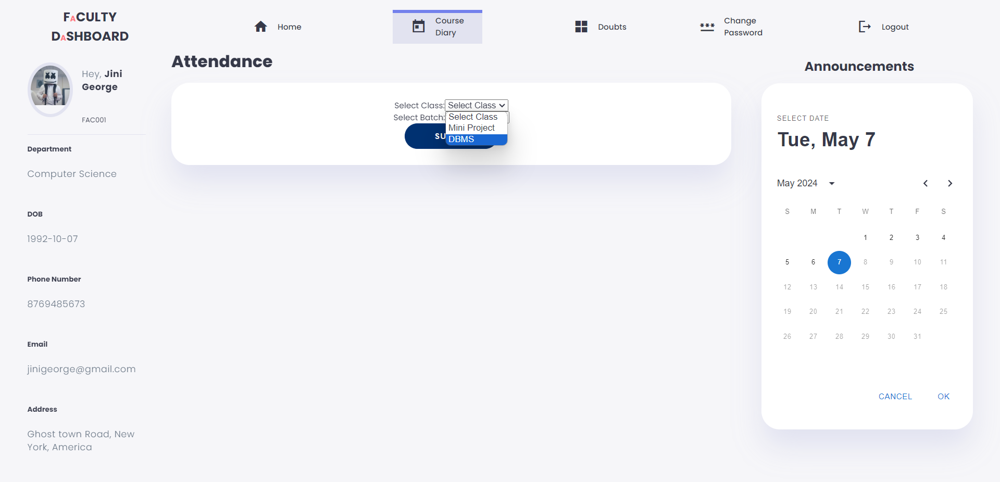 FACULTY
DASHBOARD
Home
Course
Diary
Doubts
Change
Password
Logout
Hey, Jini
George
FAC001
Department
Computer Science
DOB
1992-10-07
Phone Number
8769485673
Email
jinigeorge@gmail.com
Address
Ghost town Road, New
York, America
Attendance
Select Class: Select Class
Select Batch:
Select Class
Mini Project
DBMS
SU
Announcements
SELECT DATE
Tue, May 7
May 2024
S M T W T F S
1 2 3 4
5 6 7 8 9 10 11
12 13 14 15 16 17 18
19 20 21 22 23 24 25
26 27 28 29 30 31
CANCEL OK